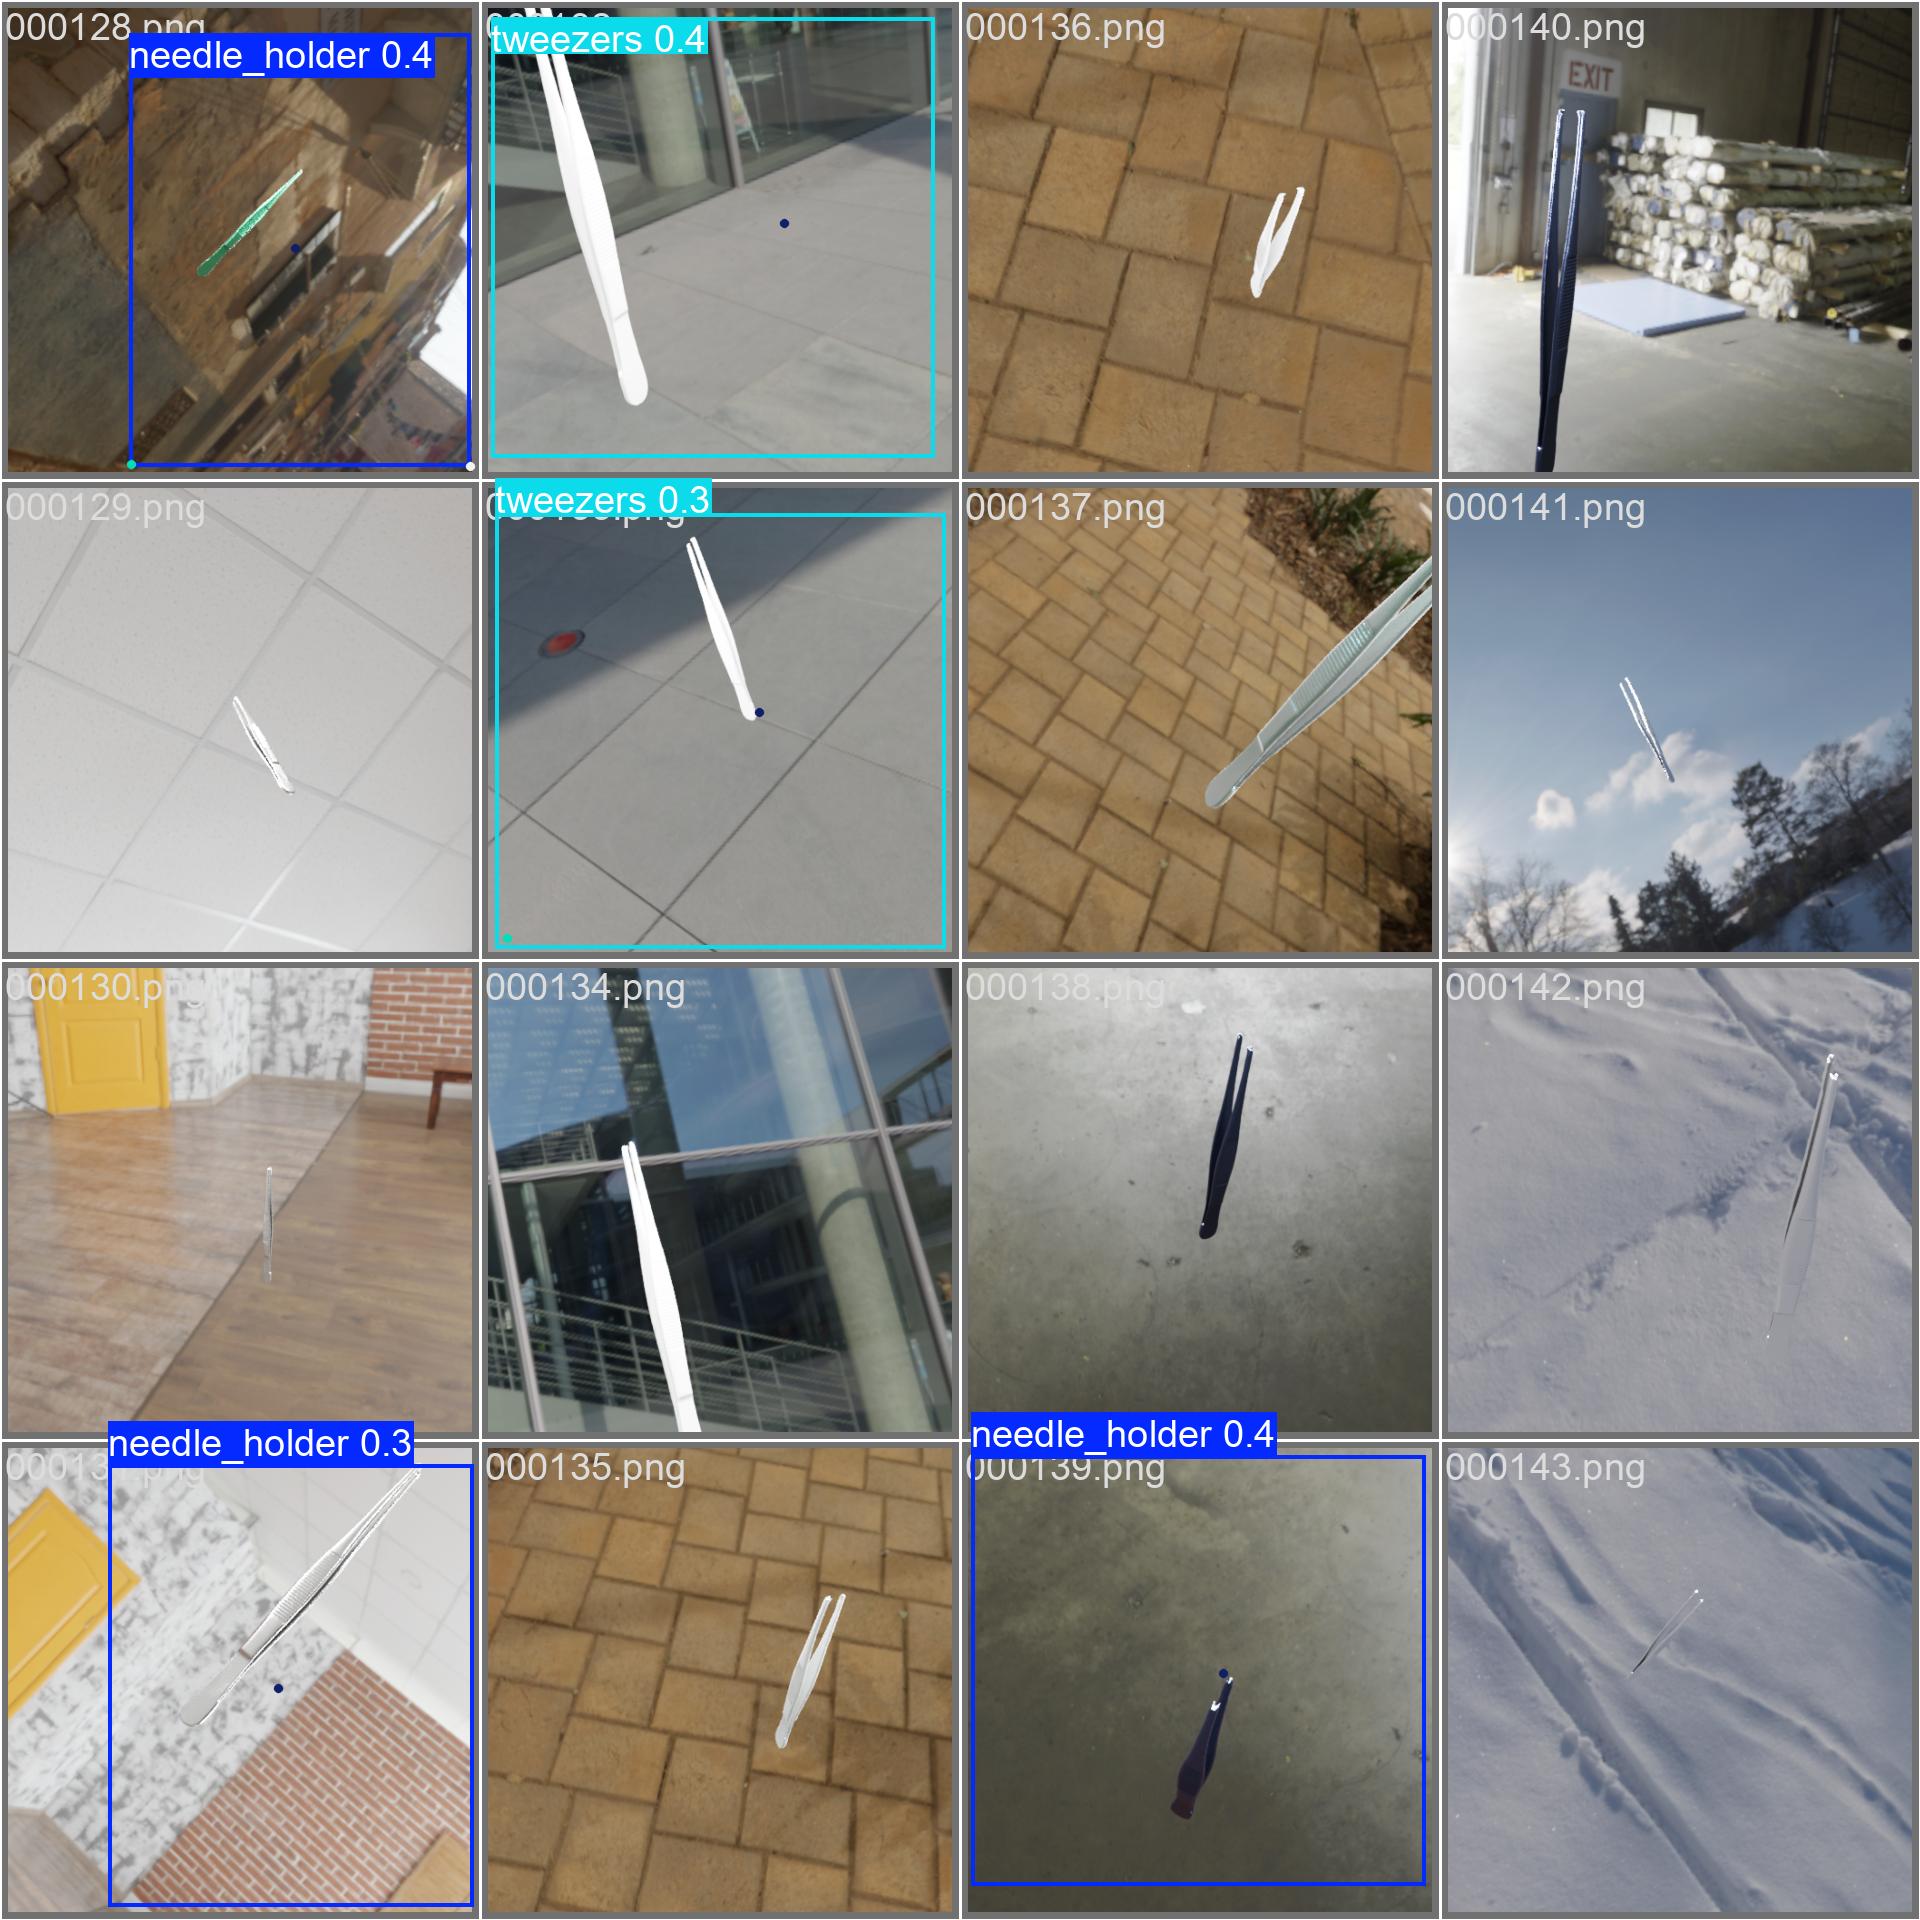 000128.png
needle_holder 0.4
tweezers 0.4
000136.png
000140.png
EXIT
000129.png
tweezers 0.3
000137.png
000141.png
000130.png
000134.png
000138.png
000142.png
needle_holder 0.3
000135.png
needle_holder 0.4
000139.png
000143.png